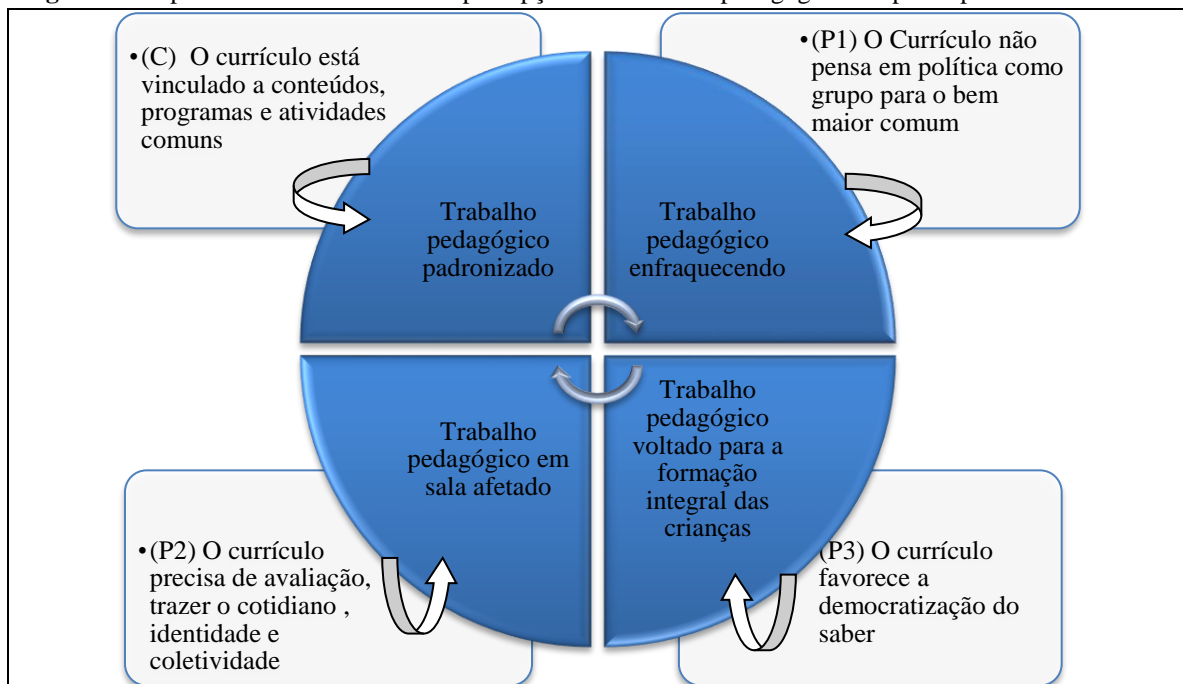 •(C) O currículo está
vinculado a conteúdos,
programas e atividades
comuns
•(P1) O Currículo não
pensa em política como
grupo para o bem
maior comum
Trabalho
pedagógico
padronizado
Trabalho
pedagógico
enfraquecendo
Trabalho
pedagógico em
sala afetado
Trabalho
pedagógico
voltado para a
formação
integral das
crianças
•(P2) O currículo
precisa de avaliação,
trazer o cotidiano ,
identidade e
coletividade
(P3) O currículo
favorece a
democratização do
saber